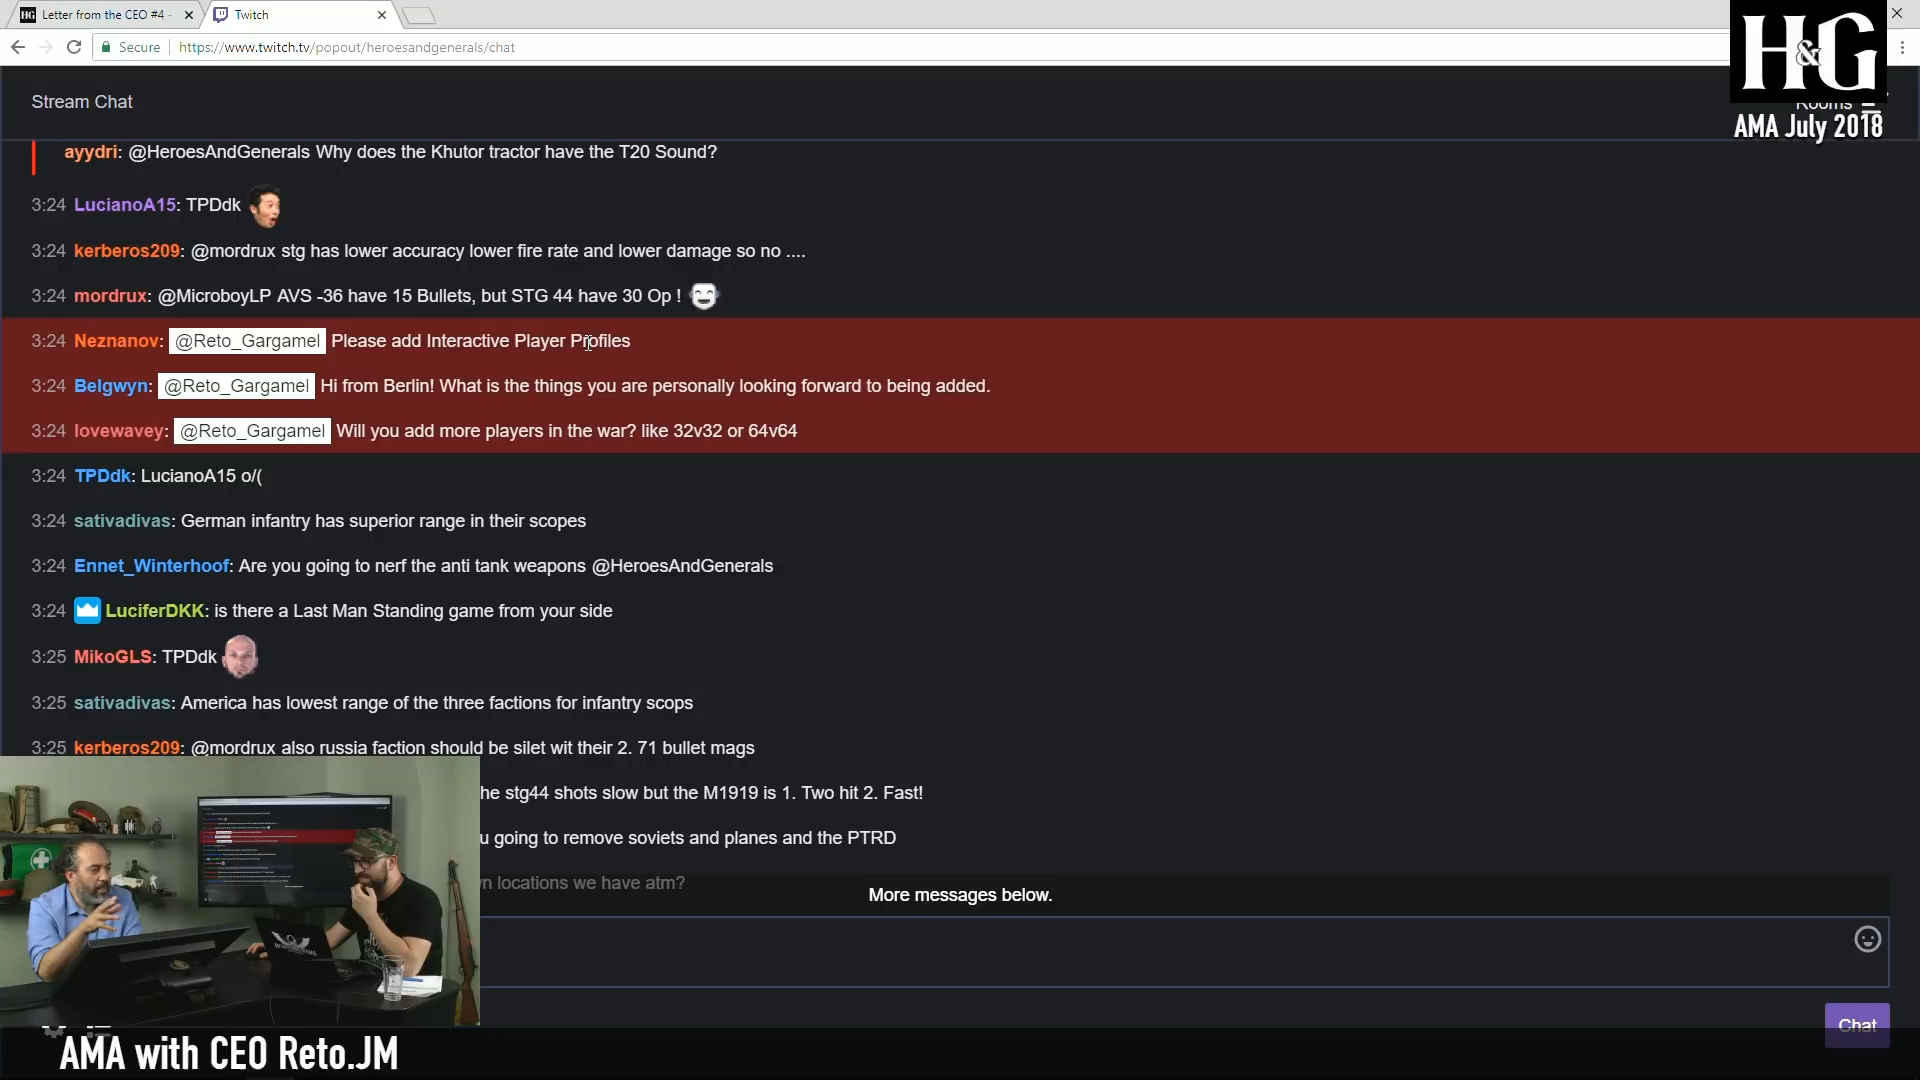 Letter from the CEO #4 -
Twitch
Secure
https://www.twitch.tv/popout/heroesandgenerals/chat
H&G
Stream Chat
Rooms
AMA July 2018
ayydri: @HeroesAndGenerals Why does the Khutor tractor have the T20 Sound?
3:24 LucianoA15: TPDdk
3:24 kerberos209: @mordrux stg has lower accuracy lower fire rate and lower damage so no ....
3:24 mordrux: @MicroboyLP AVS -36 have 15 Bullets, but STG 44 have 30 Op !
3:24 Neznanov: @Reto_Gargamel Please add Interactive Player Profiles
3:24 Belgwyn: @Reto_Gargamel Hi from Berlin! What is the things you are personally looking forward to being added.
3:24 lovewavey: @Reto_Gargamel Will you add more players in the war? like 32v32 or 64v64
3:24 TPDdk: LucianoA15 o/(
3:24 sativadivas: German infantry has superior range in their scopes
3:24 Ennet_Winterhoof: Are you going to nerf the anti tank weapons @HeroesAndGenerals
3:24 LuciferDKK: is there a Last Man Standing game from your side
3:25 MikoGLS: TPDdk
3:25 sativadivas: America has lowest range of the three factions for infantry scops
3:25 kerberos209: @mordrux also russia faction should be silet wit their 2. 71 bullet mags
he stg44 shots slow but the M1919 is 1. Two hit 2. Fast!
u going to remove soviets and planes and the PTRD
n locations we have atm?
More messages below.
Chat
AMA with CEO Reto.JM